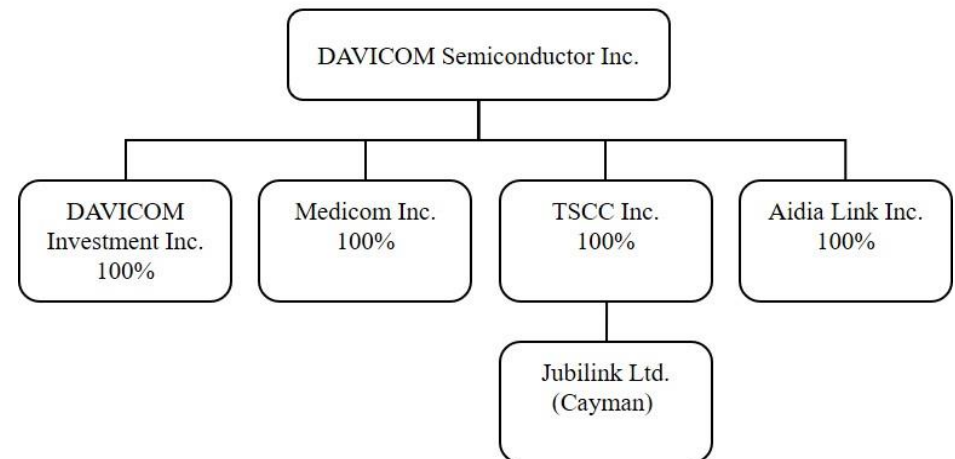 DAVICOM Semiconductor Inc.
DAVICOM
Investment Inc.
100%
Medicom Inc.
100%
TSCC Inc.
100%
Aidia Link Inc.
100%
Jubilink Ltd.
(Cayman)